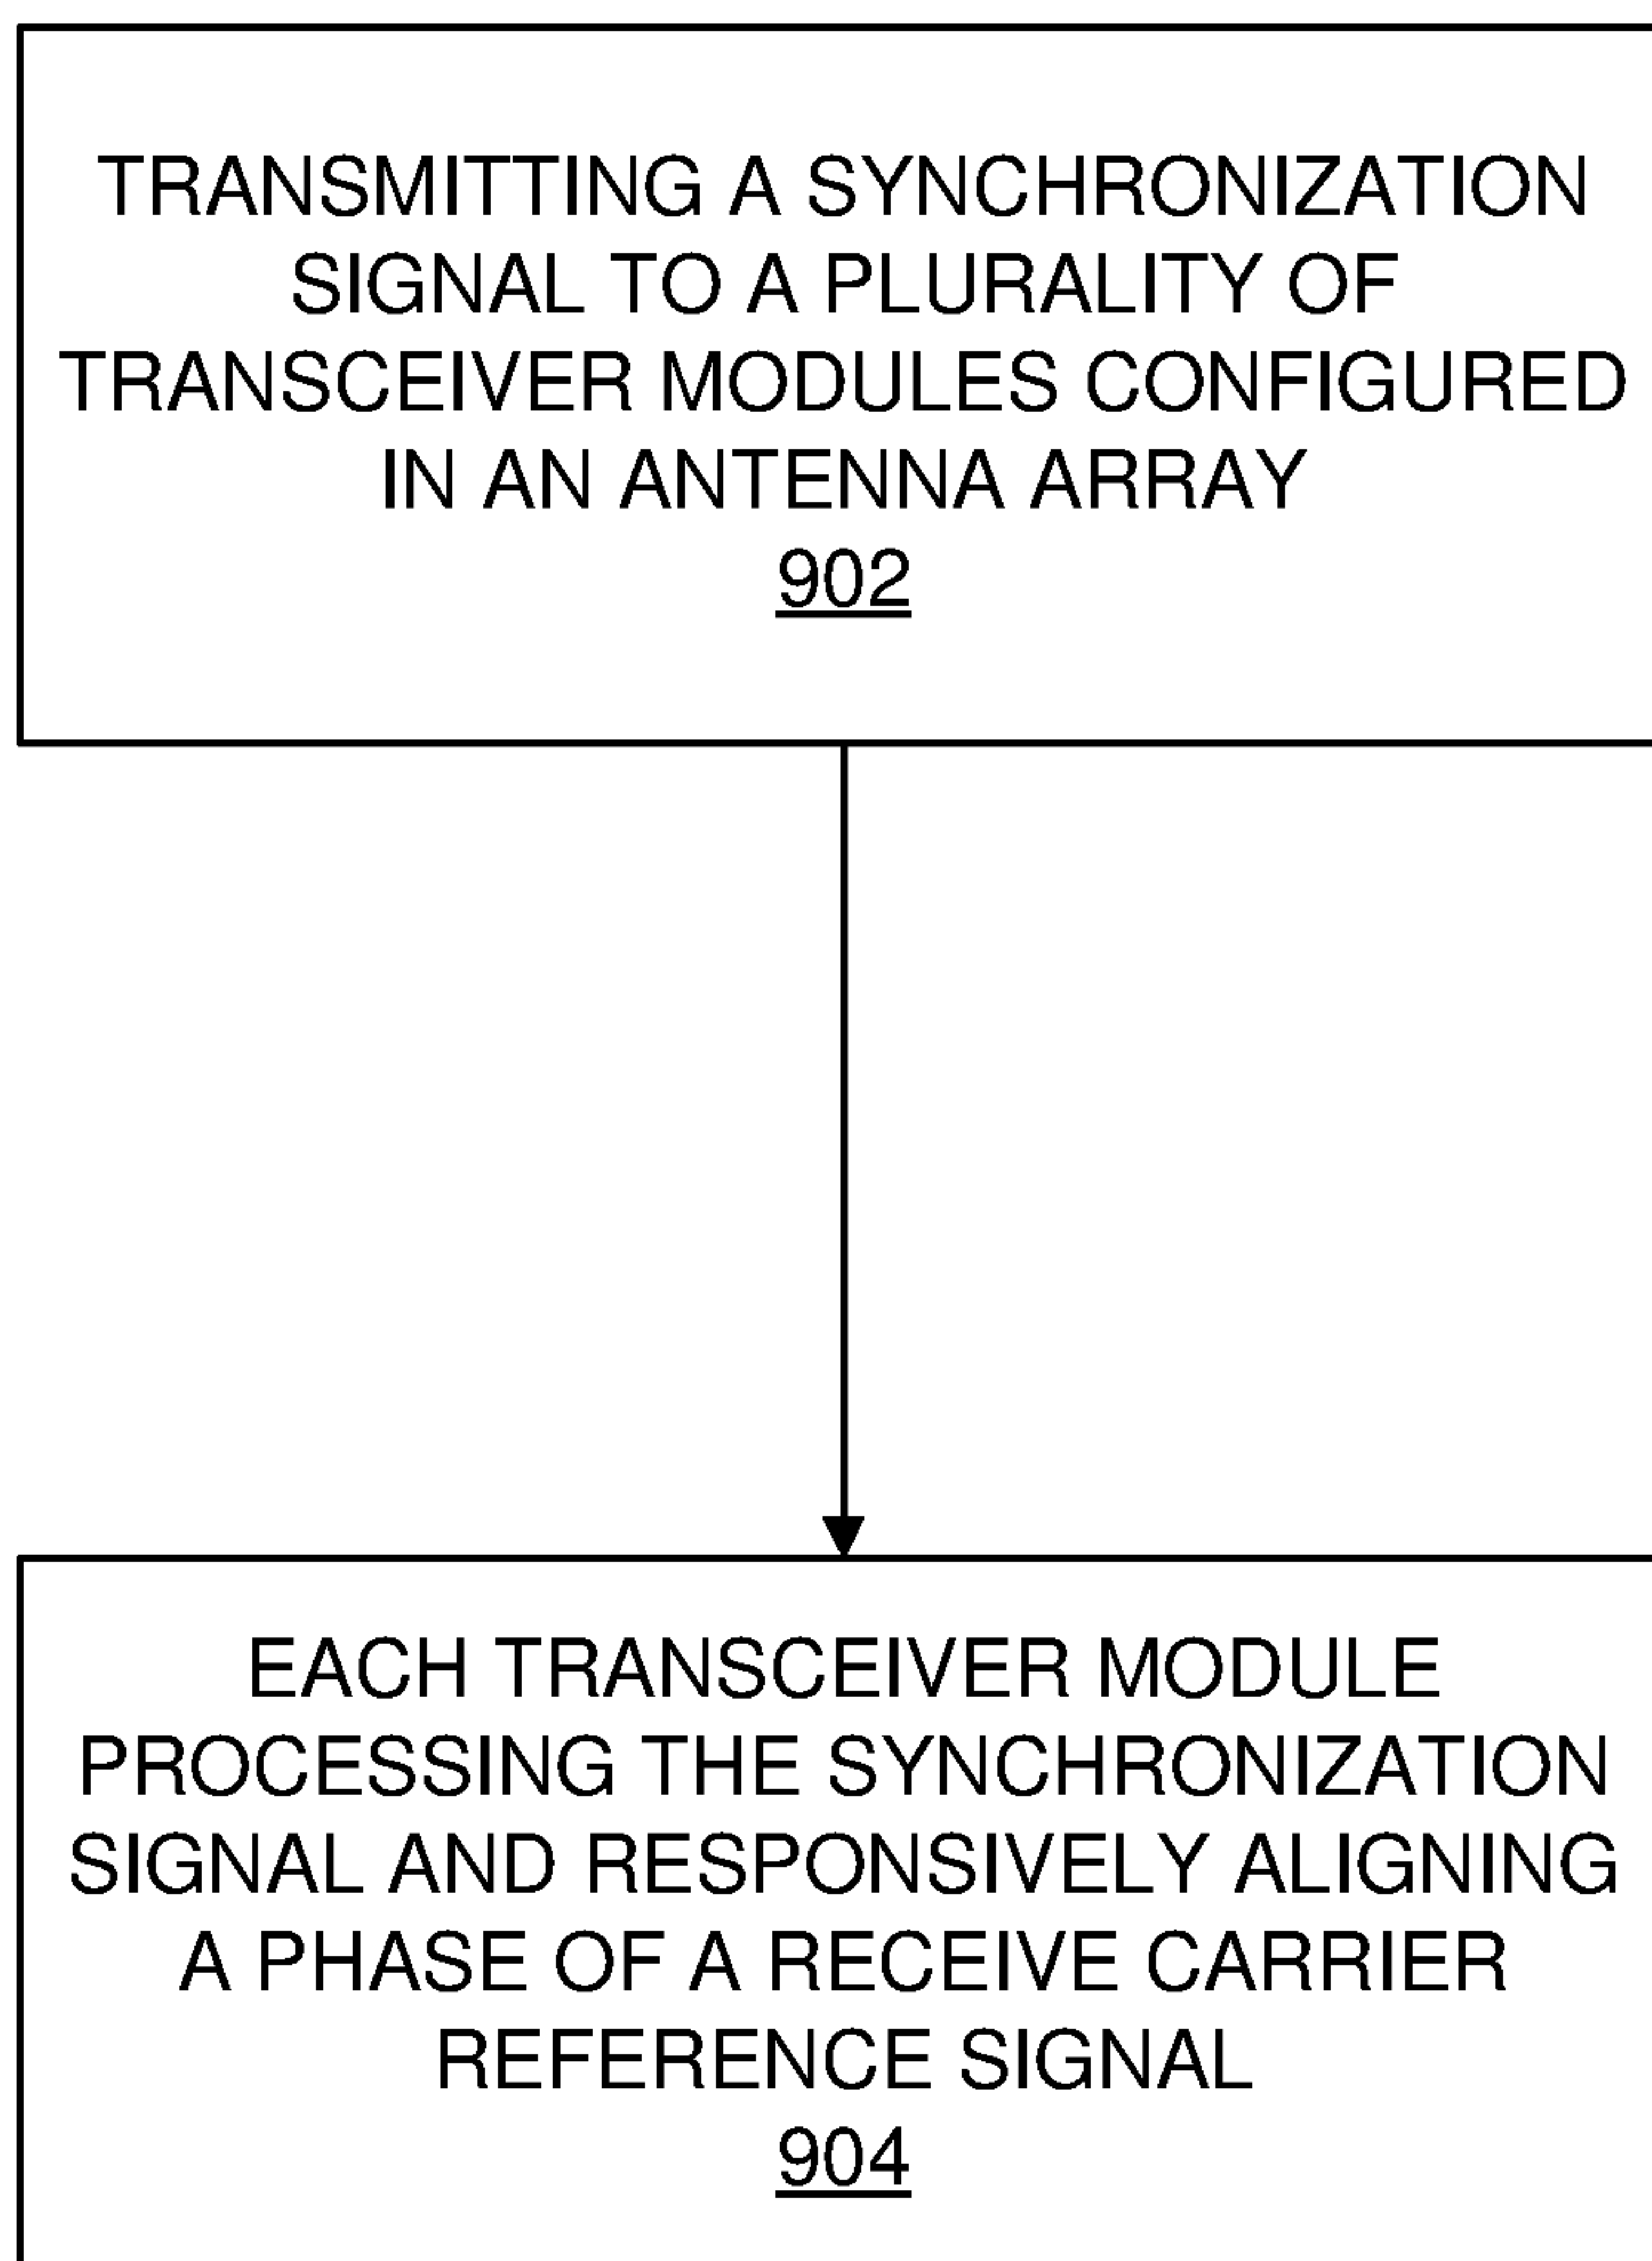 TRANSMITTING A SYNCHRONIZATION
SIGNAL TO A PLURALITY OF
TRANSCEIVER MODULES CONFIGURED
IN AN ANTENNA ARRAY
902
EACH TRANSCEIVER MODULE
PROCESSING THE SYNCHRONIZATION
SIGNAL AND RESPONSIVELY ALIGNING
A PHASE OF A RECEIVE CARRIER
REFERENCE SIGNAL
904